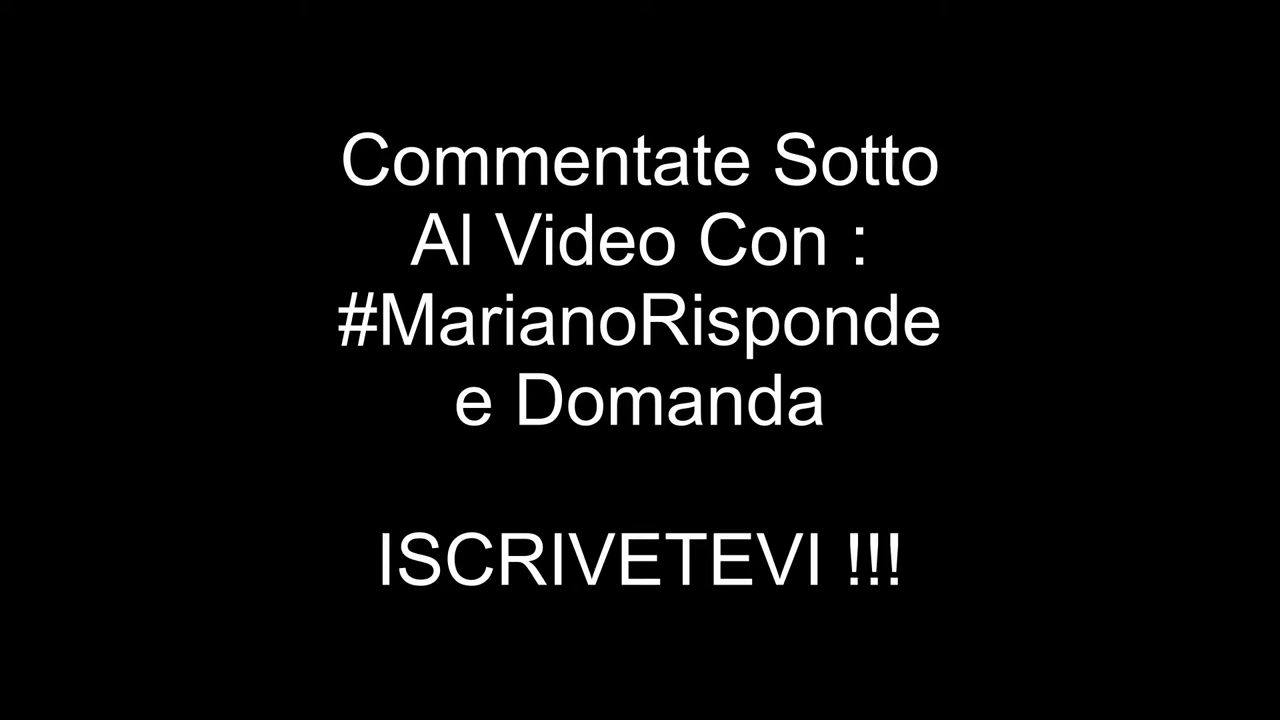 Commentate Sotto
Al Video Con :
#MarianoRisponde
e Domanda
ISCRIVETEVI !!!